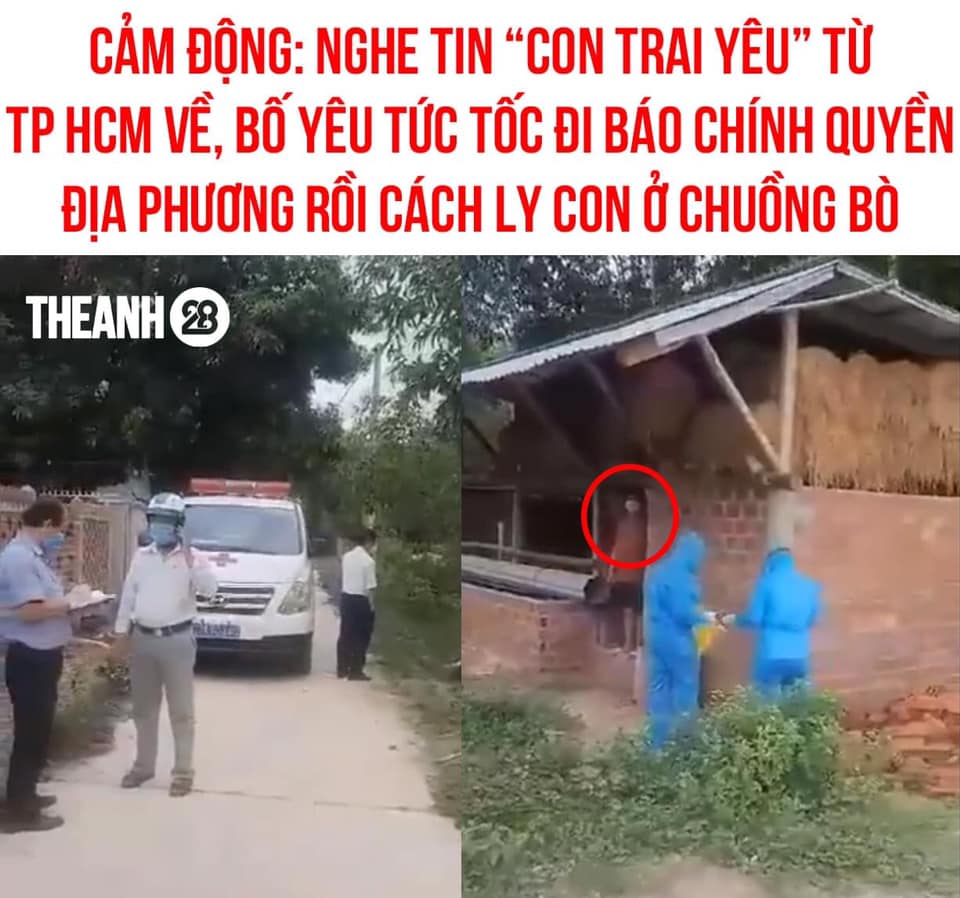 CẢM ĐỘNG: NGHE TIN “CON TRAI YÊU” TỪ
TP HCM VỀ, BỐ YÊU TỨC TỐC ĐI BÁO CHÍNH QUYỀN
ĐỊA PHƯƠNG RỒI CÁCH LY CON Ở CHUỒNG BÒ
THEANH 28